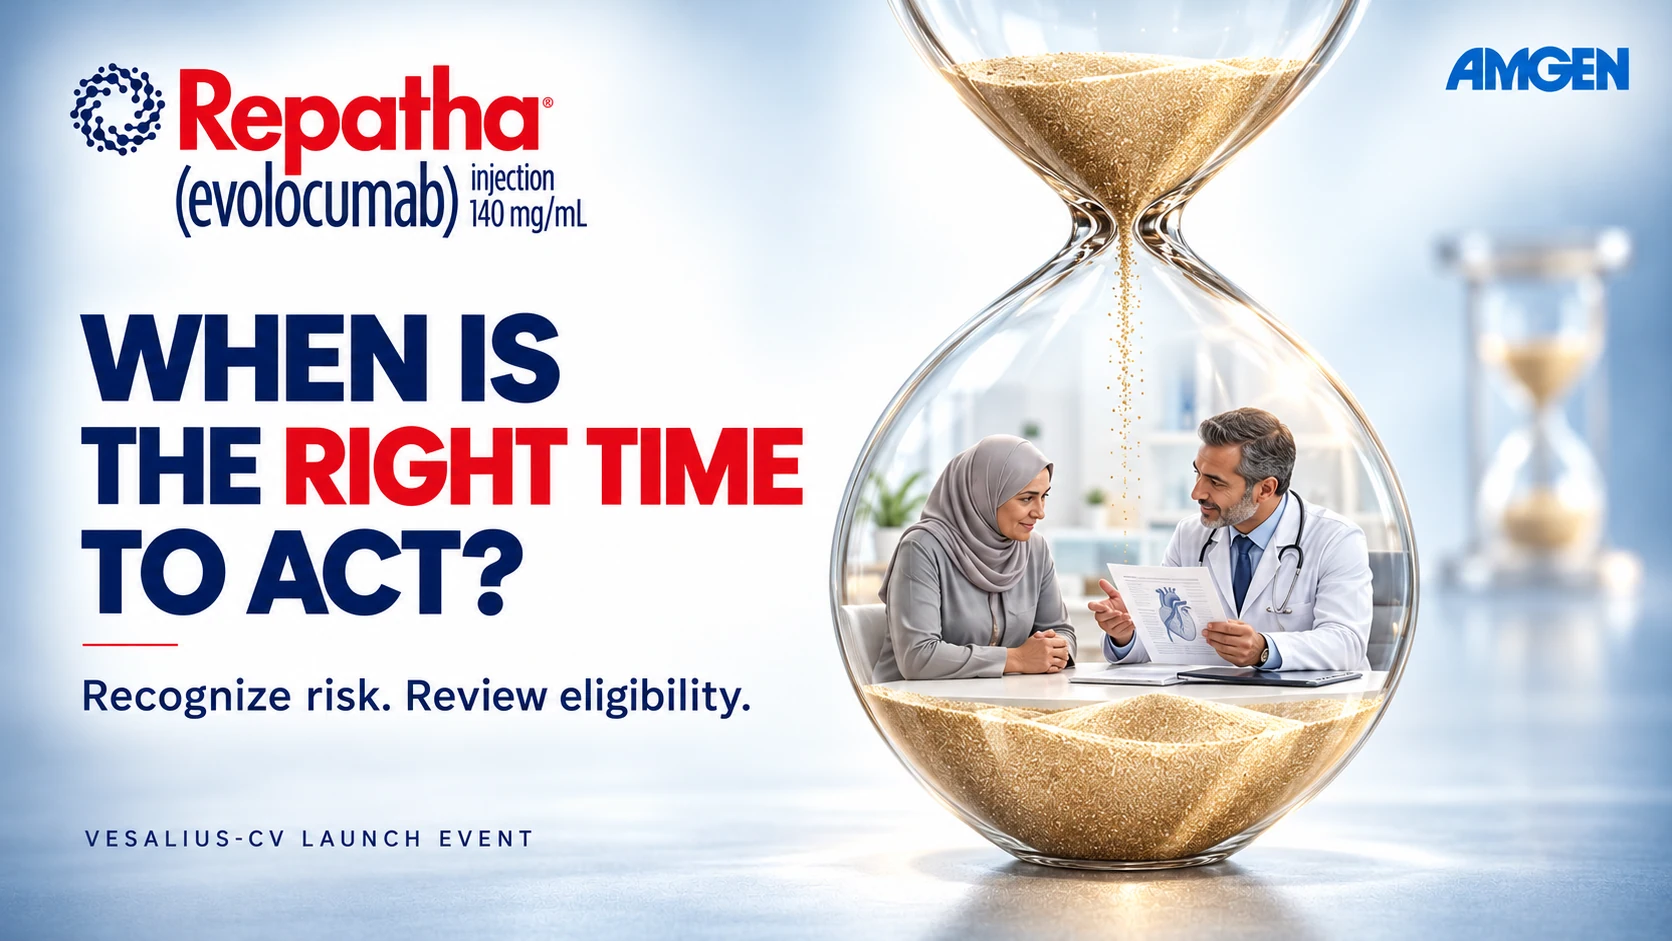 Repatha®
(evolocumab) injection 140 mg/mL
AMGEN
WHEN IS
THE RIGHT TIME
TO ACT?
Recognize risk. Review eligibility.
VESALIUS-CV LAUNCH EVENT